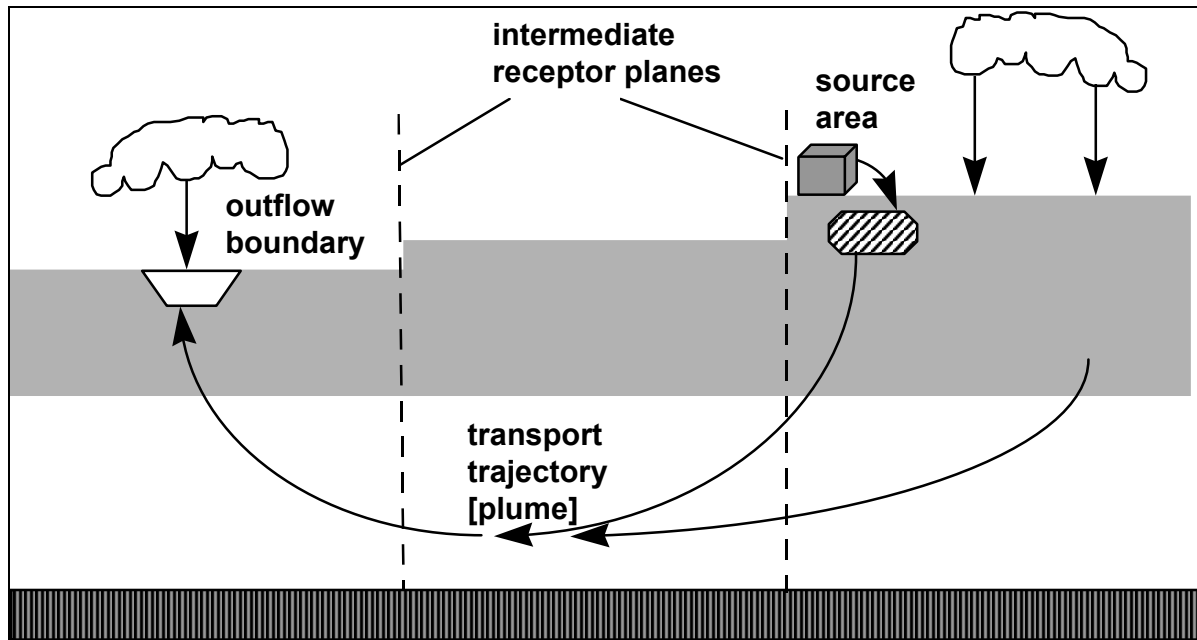 intermediate
receptor planes
source
area
outflow
boundary
transport
trajectory
[plume]